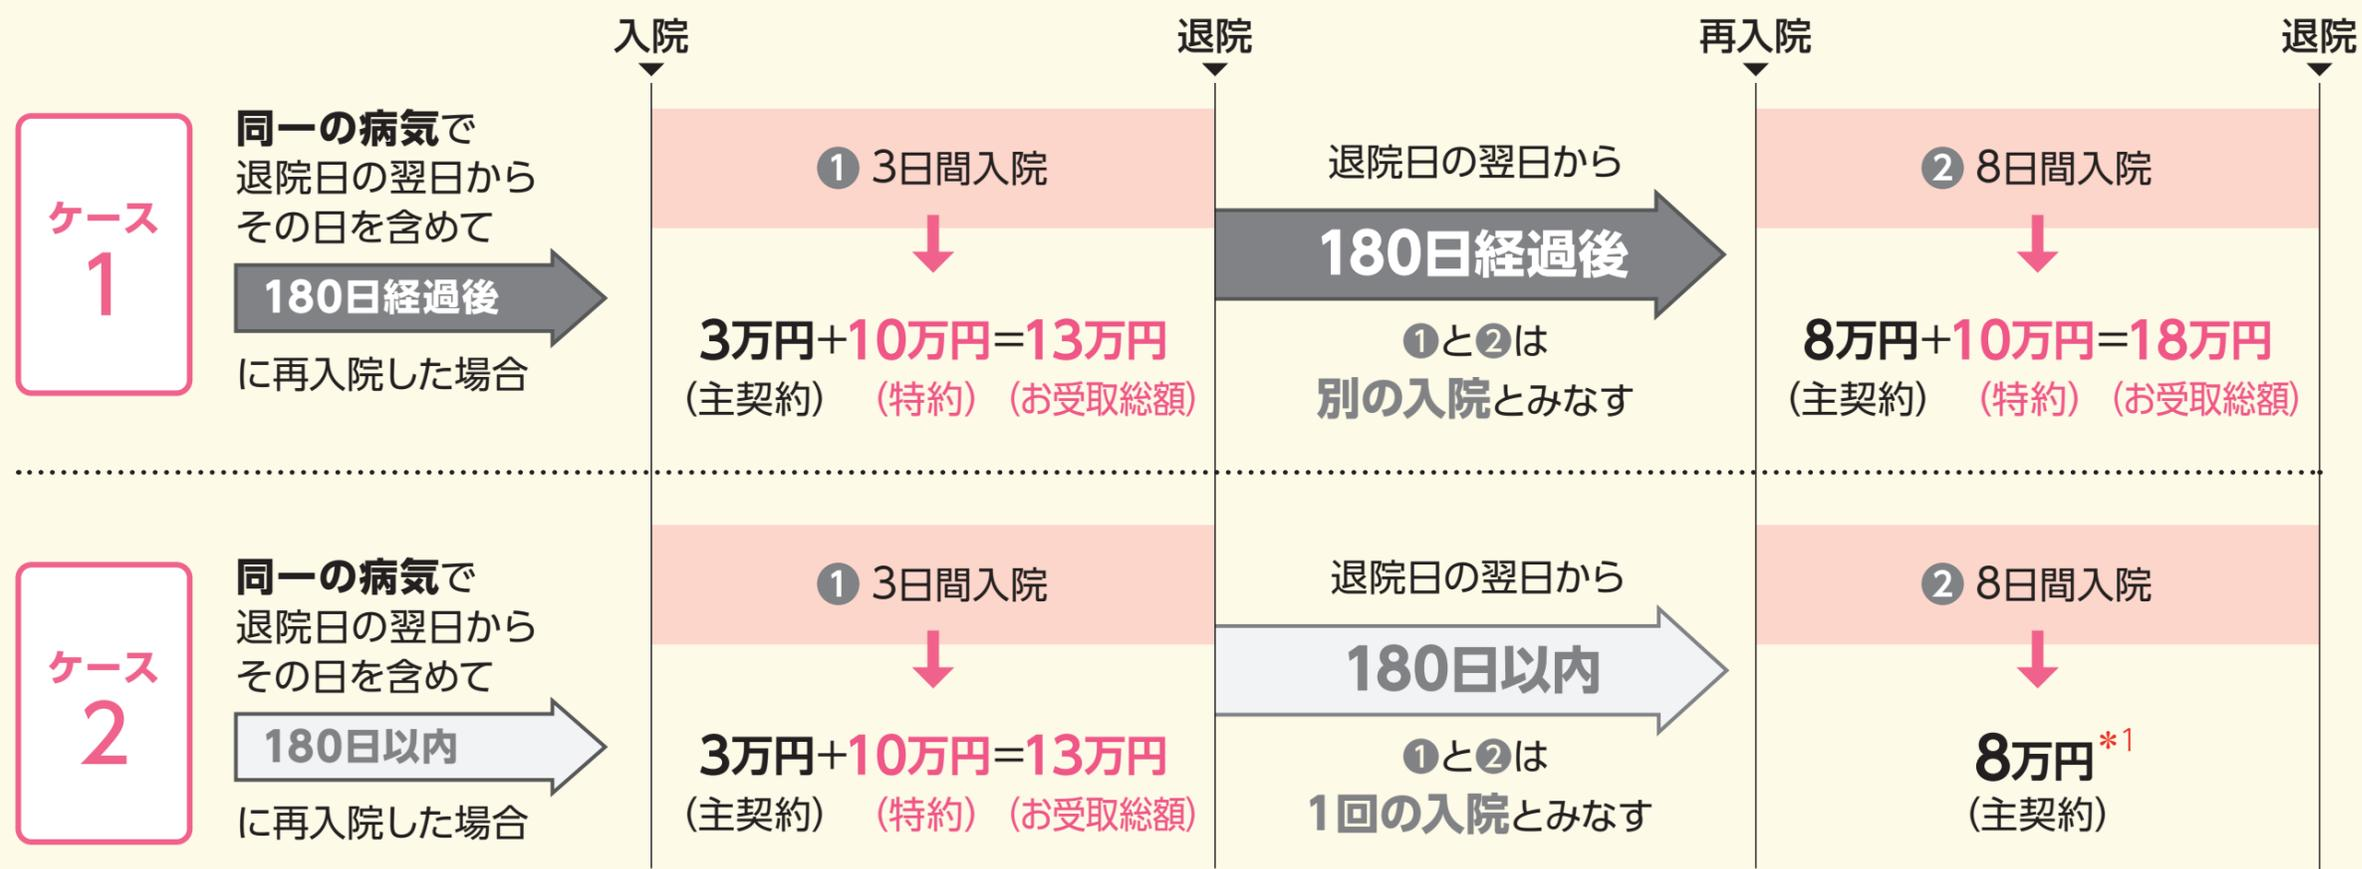 入院
退院
再入院
退院
ケース
1
同一の病気で
退院日の翌日から
その日を含めて
180日経過後
に再入院した場合
❶ 3日間入院
3万円+10万円=13万円
(主契約) (特約) (お受取総額)
退院日の翌日から
180日経過後
❶と❷は
別の入院とみなす
❷ 8日間入院
8万円+10万円=18万円
(主契約) (特約) (お受取総額)
ケース
2
同一の病気で
退院日の翌日から
その日を含めて
180日以内
に再入院した場合
❶ 3日間入院
3万円+10万円=13万円
(主契約) (特約) (お受取総額)
退院日の翌日から
180日以内
❶と❷は
1回の入院とみなす
❷ 8日間入院
8万円*1
(主契約)